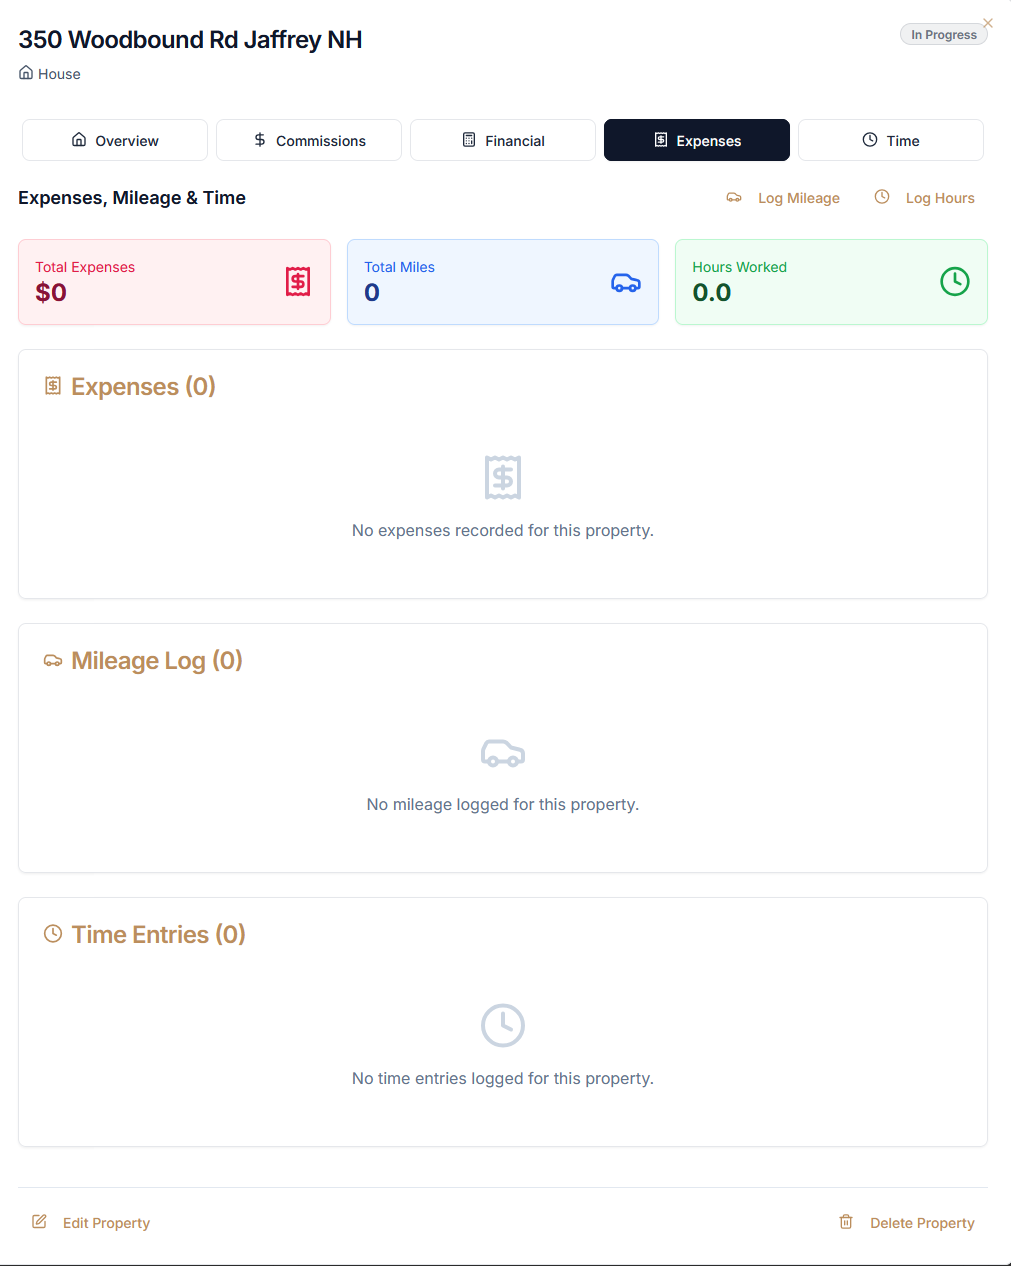 350 Woodbound Rd Jaffrey NH
In Progress
House
Overview
Commissions
Financial
Expenses
Time
Expenses, Mileage & Time
Log Mileage
Log Hours
Total Expenses
$0
Total Miles
0
Hours Worked
0.0
Expenses (0)
No expenses recorded for this property.
Mileage Log (0)
No mileage logged for this property.
Time Entries (0)
No time entries logged for this property.
Edit Property
Delete Property